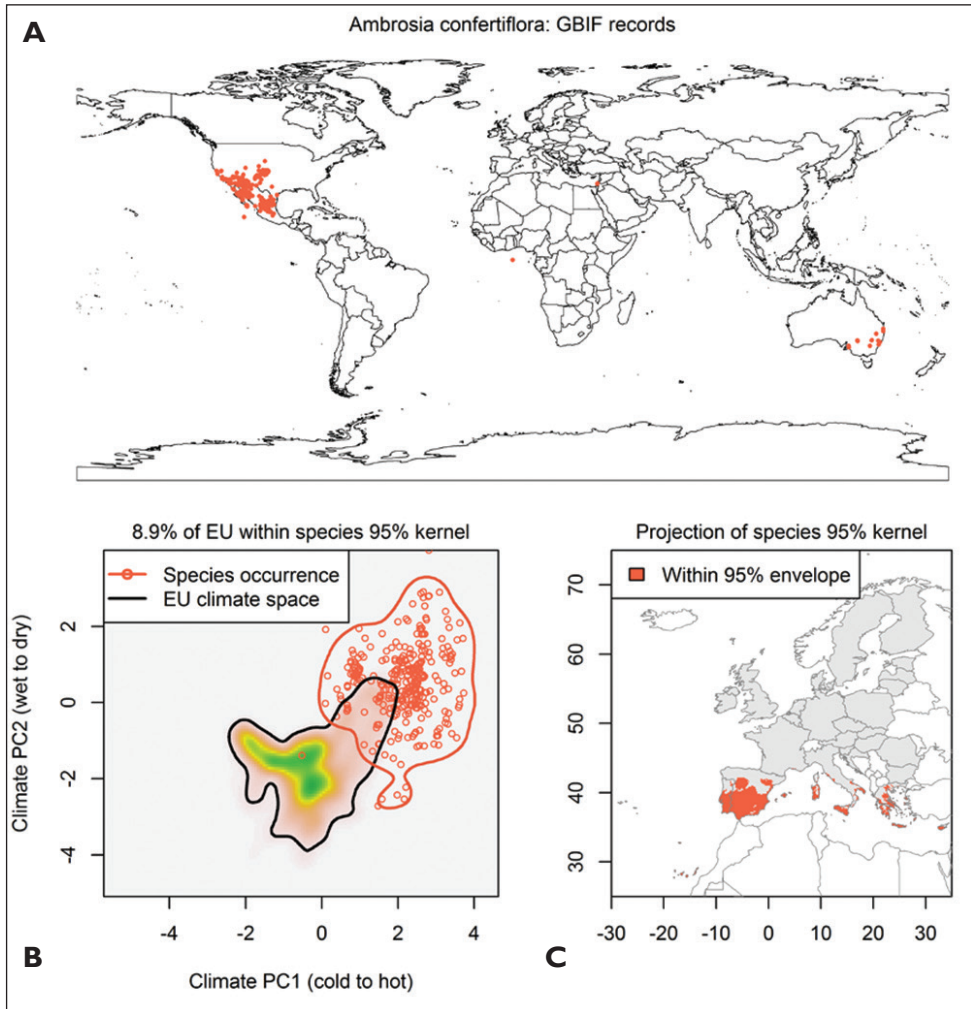 A
Ambrosia confertiflora: GBIF records
8.9% of EU within species 95% kernel
Species occurrence
EU climate space
Climate PC2 (wet to dry)
2
0
-2
-4
-4 -2 0 2 4
Climate PC1 (cold to hot)
B
Projection of species 95% kernel
Within 95% envelope
70
60
50
40
30
-30 -20 -10 0 10 20 30
C